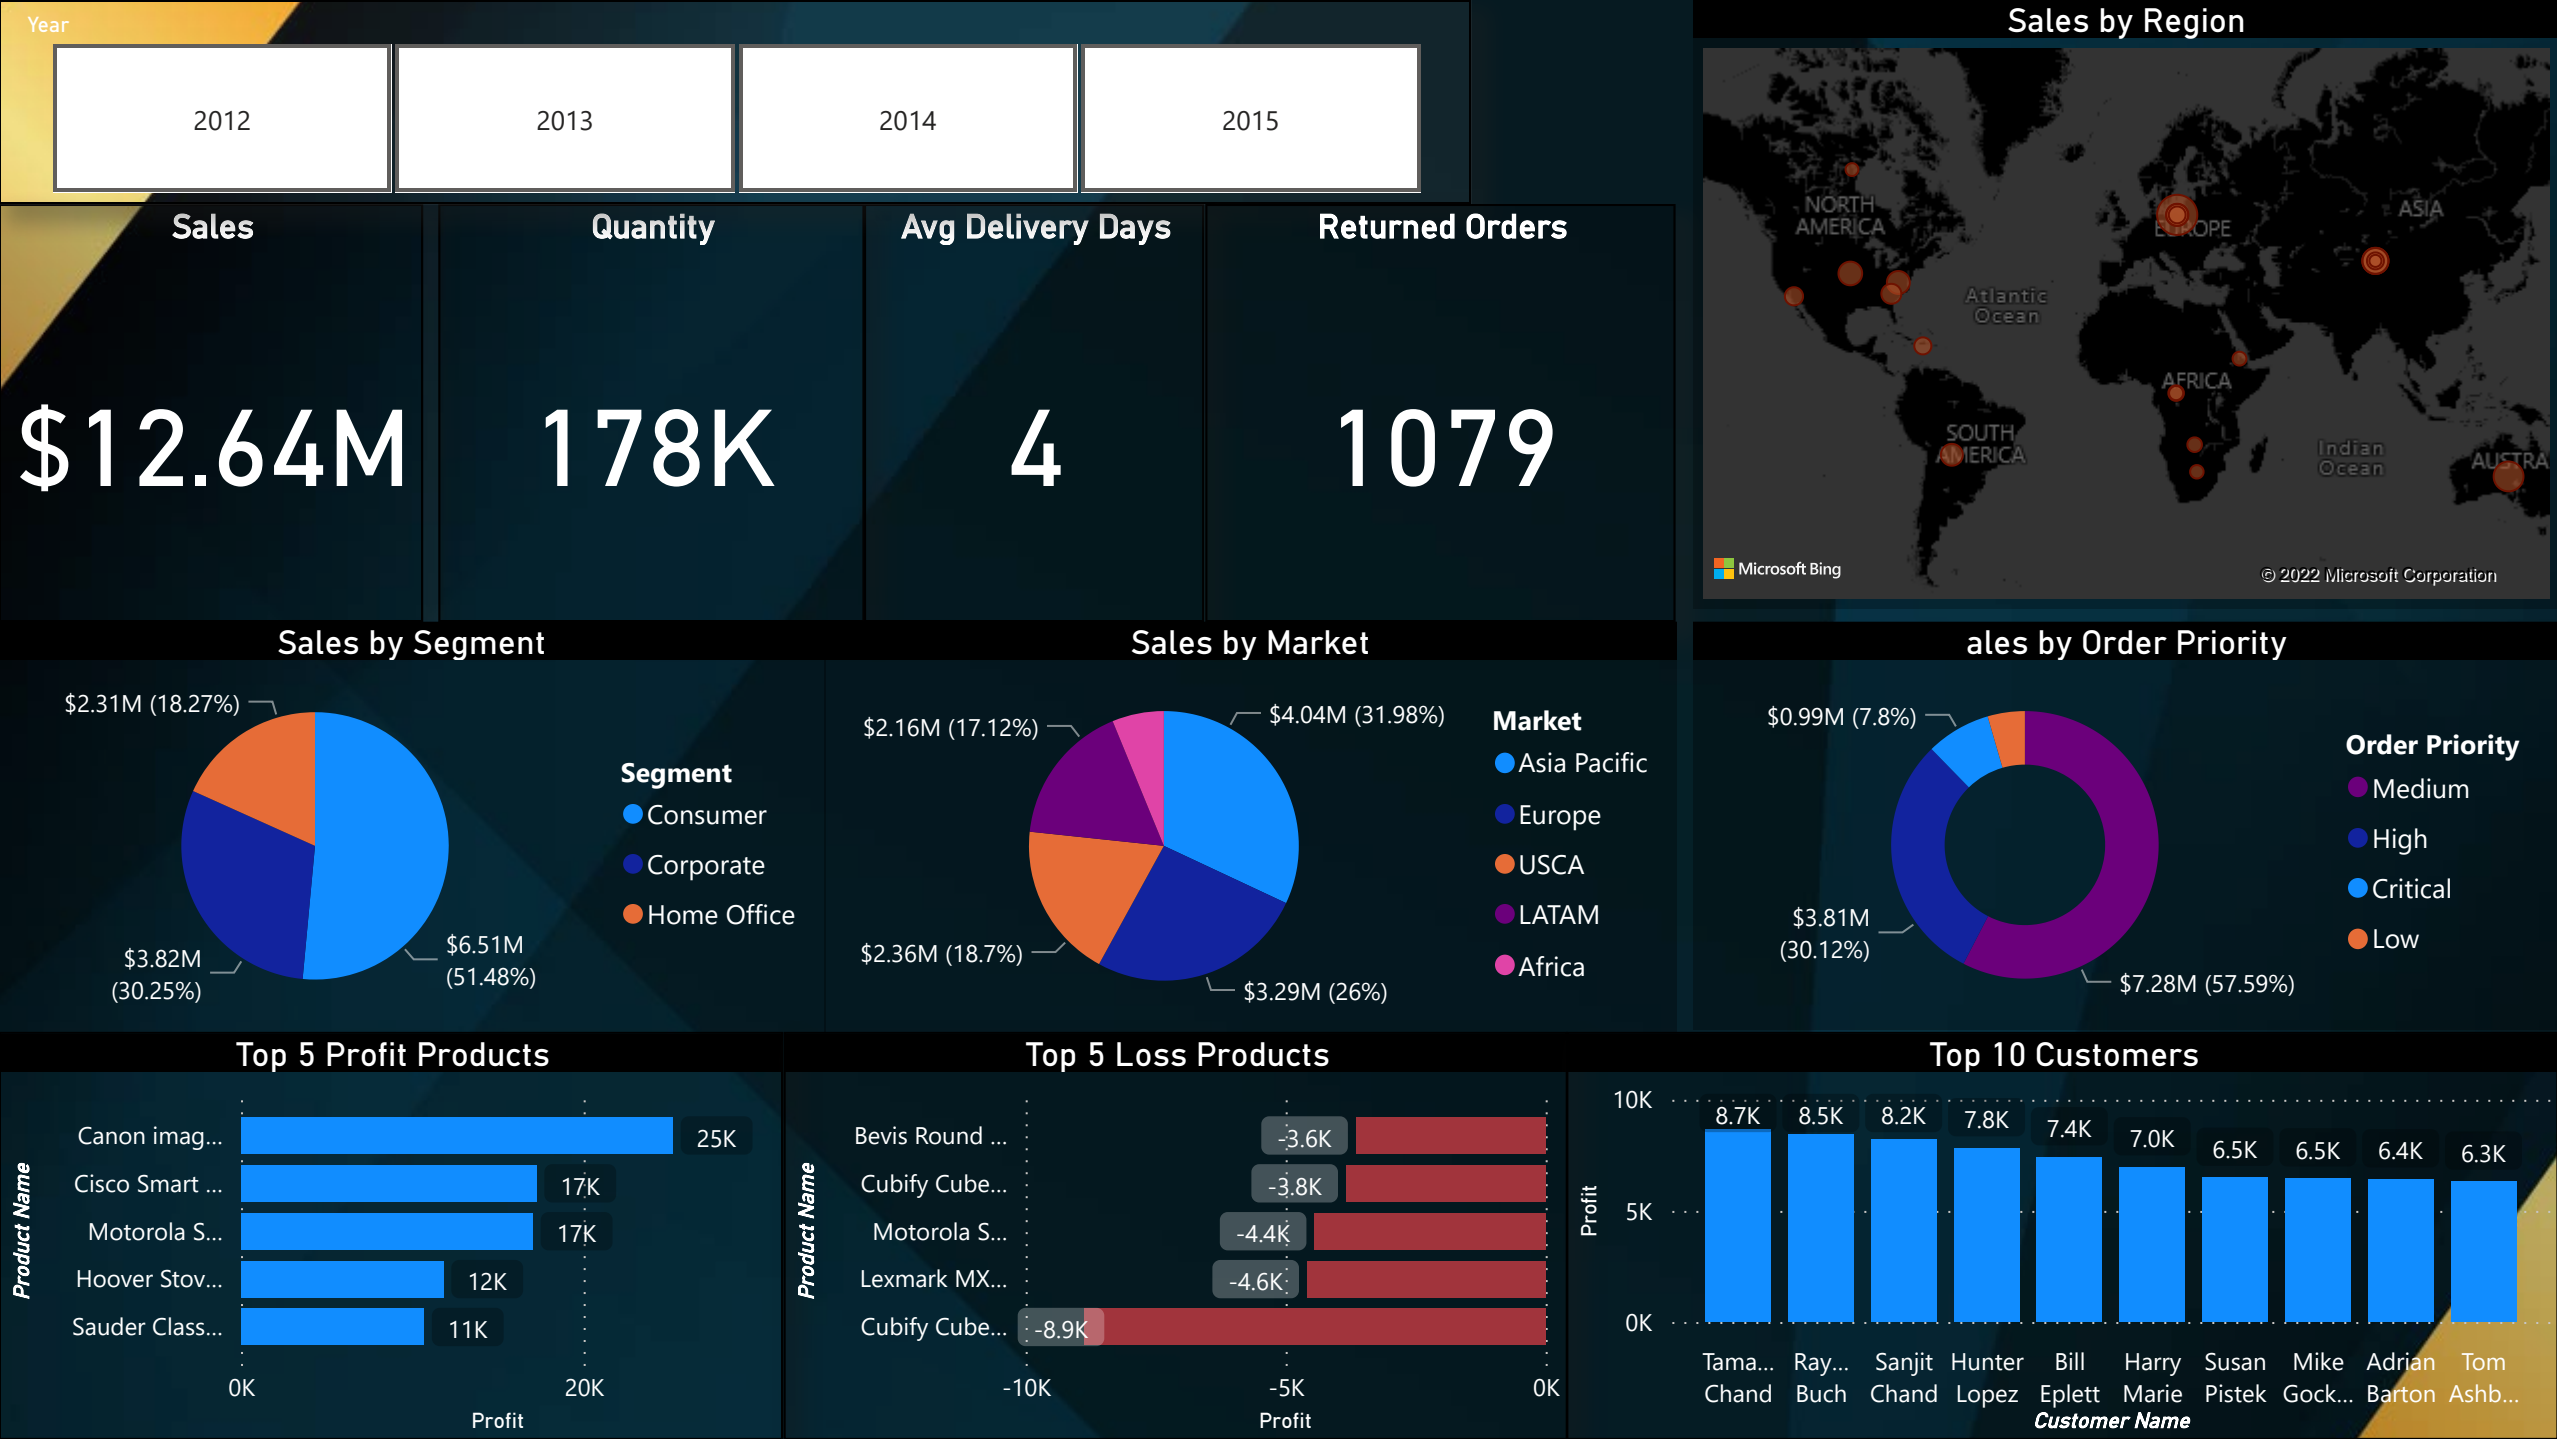 Year
2012
2013
2014
2015
Sales
$12.64M
Quantity
178K
Avg Delivery Days
4
Returned Orders
1079
Sales by Region
NORTH
AMERICA
EUROPE
ASIA
Atlantic
Ocean
AFRICA
SOUTH
AMERICA
Indian
Ocean
AUSTRA
Microsoft Bing
© 2022 Microsoft Corporation
Sales by Segment
$2.31M (18.27%)
$3.82M
(30.25%)
$6.51M
(51.48%)
Segment
Consumer
Corporate
Home Office
Sales by Market
$2.16M (17.12%)
$4.04M (31.98%)
$2.36M (18.7%)
$3.29M (26%)
Market
Asia Pacific
Europe
USCA
LATAM
Africa
ales by Order Priority
$0.99M (7.8%)
$3.81M
(30.12%)
$7.28M (57.59%)
Order Priority
Medium
High
Critical
Low
Top 5 Profit Products
Product Name
Canon imag... 25K
Cisco Smart ... 17K
Motorola S... 17K
Hoover Stov... 12K
Sauder Class... 11K
0K 20K
Profit
Top 5 Loss Products
Product Name
Bevis Round ... -3.6K
Cubify Cube... -3.8K
Motorola S... -4.4K
Lexmark MX... -4.6K
Cubify Cube... -8.9K
-10K -5K 0K
Profit
Top 10 Customers
Profit
10K
5K
0K
8.7K 8.5K 8.2K 7.8K 7.4K 7.0K 6.5K 6.5K 6.4K 6.3K
Tama... Ray... Sanjit Hunter Bill Harry Susan Mike Adrian Tom
Chand Buch Chand Lopez Eplett Marie Pistek Gock... Barton Ashb...
Customer Name